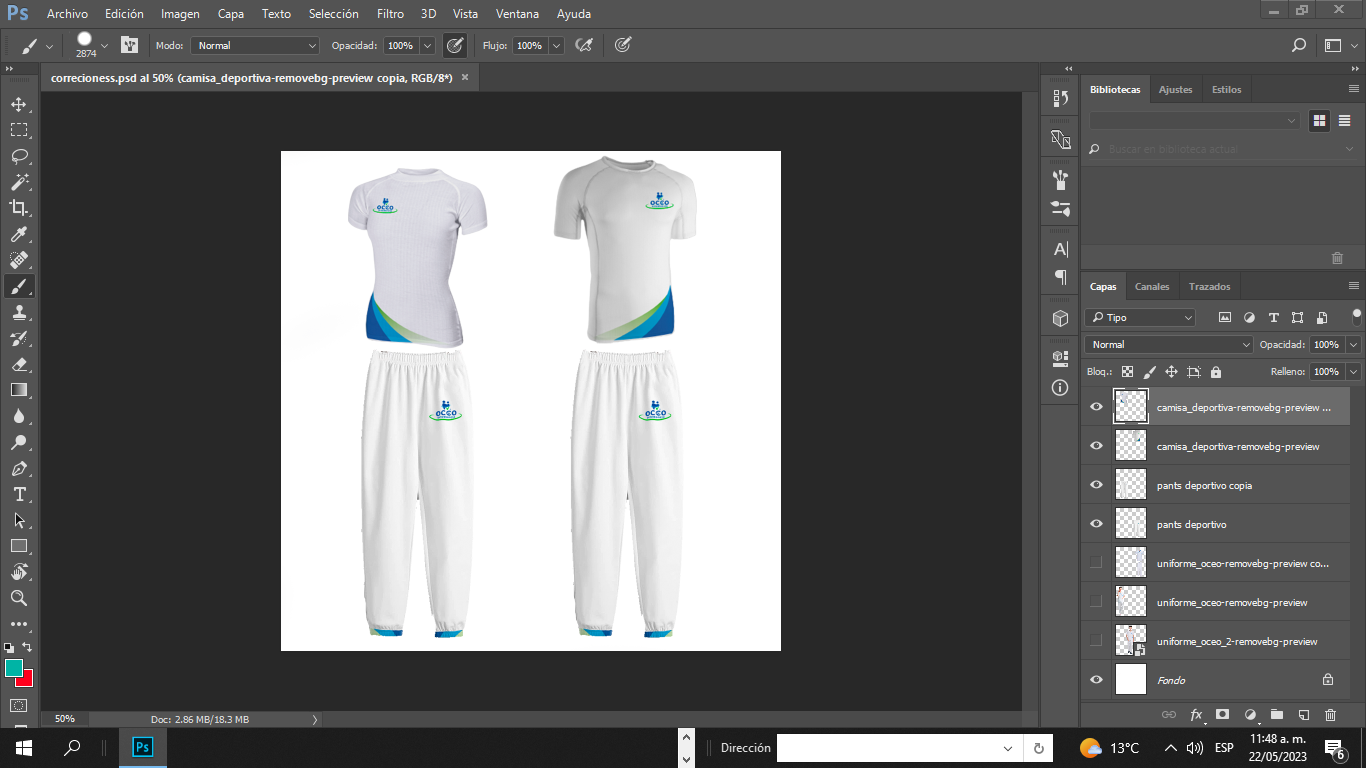 Ps Archivo Edición Imagen Capa Texto Selección Filtro 3D Vista Ventana Ayuda
2874 Modo: Normal Opacidad: 100% Flujo: 100%
correcioness.psd al 50% (camisa_deportiva-removebg-preview copia, RGB/8*) ×
Bibliotecas Ajustes Estilos
Buscar en biblioteca actual
OCEO
OCEO
OCEO
OCEO
Capas Canales Trazados
Tipo
Normal Opacidad: 100%
Bloq.: Relleno: 100%
camisa_deportiva-removebg-preview ...
camisa_deportiva-removebg-preview
pants deportivo copia
pants deportivo
uniforme_oceo-removebg-preview co...
uniforme_oceo-removebg-preview
uniforme_oceo_2-removebg-preview
Fondo
50% Doc: 2.86 MB/18.3 MB
fx
Ps Dirección 13°C ESP 11:48 a. m.
22/05/2023 6